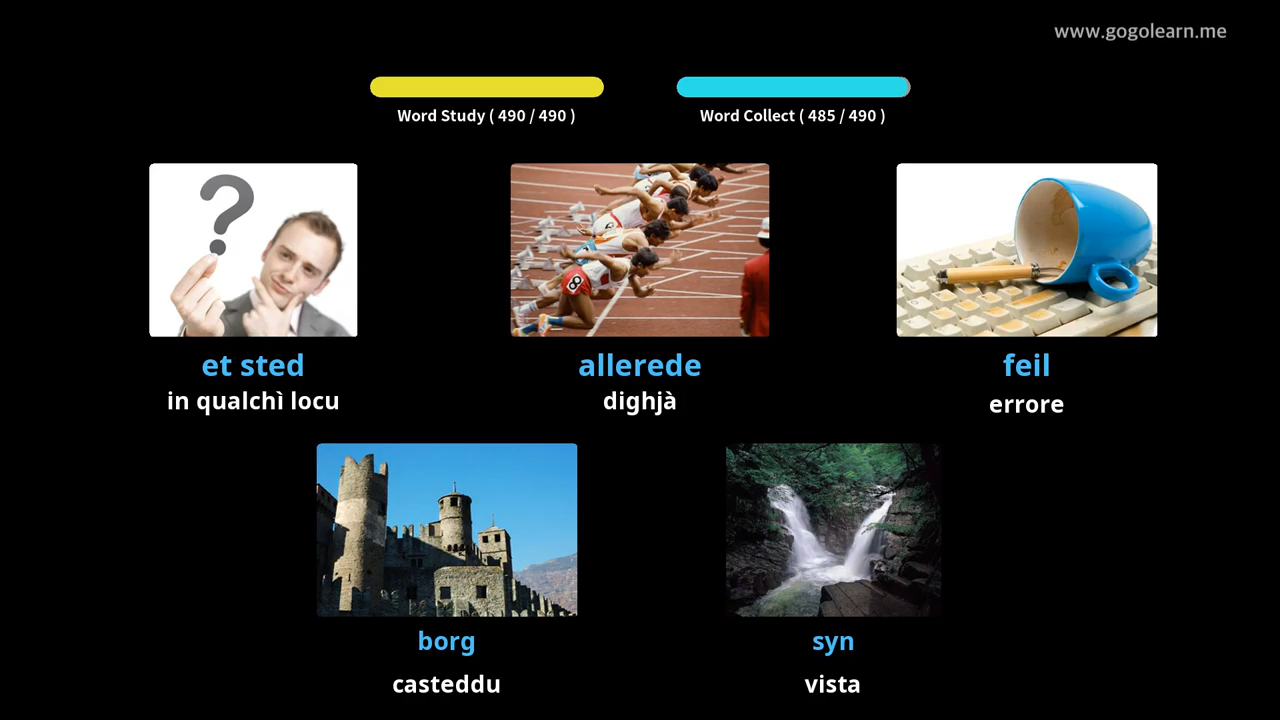 www.gogolearn.me
Word Study ( 490 / 490 )
Word Collect ( 485 / 490 )
et sted
in qualchì locu
allerede
dighjà
feil
errore
borg
casteddu
syn
vista